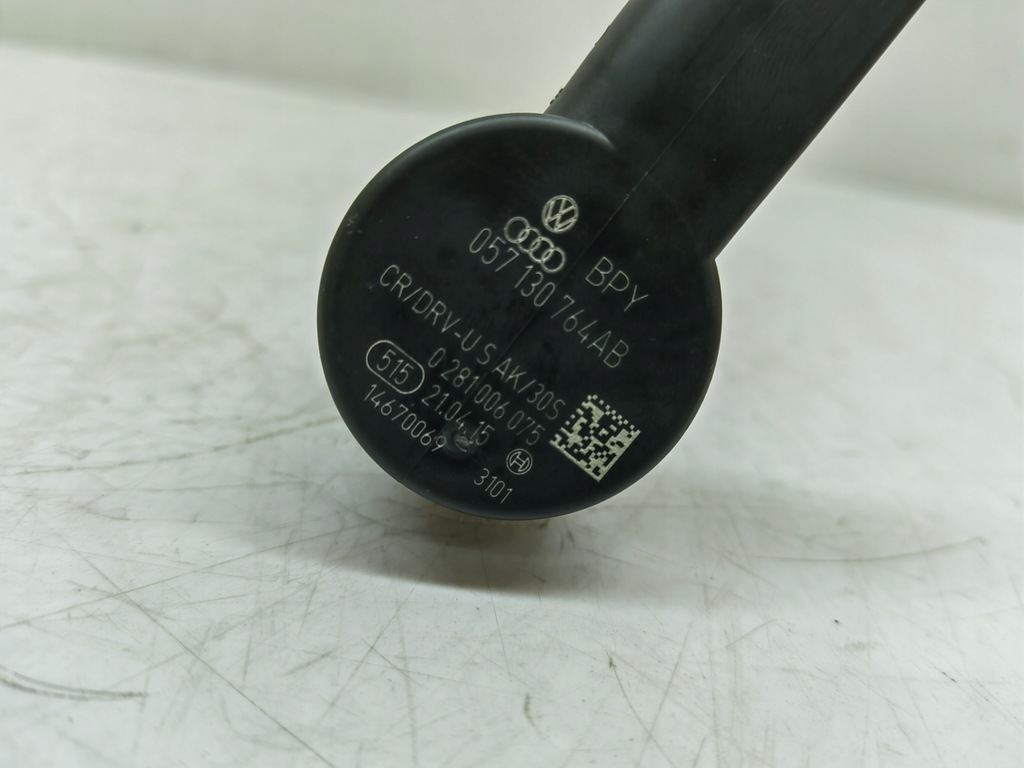 BPY
057 130 764AB
CR/DRV-U S AK/30S
0 281 006 075
515 21.04.15
14670069
3101